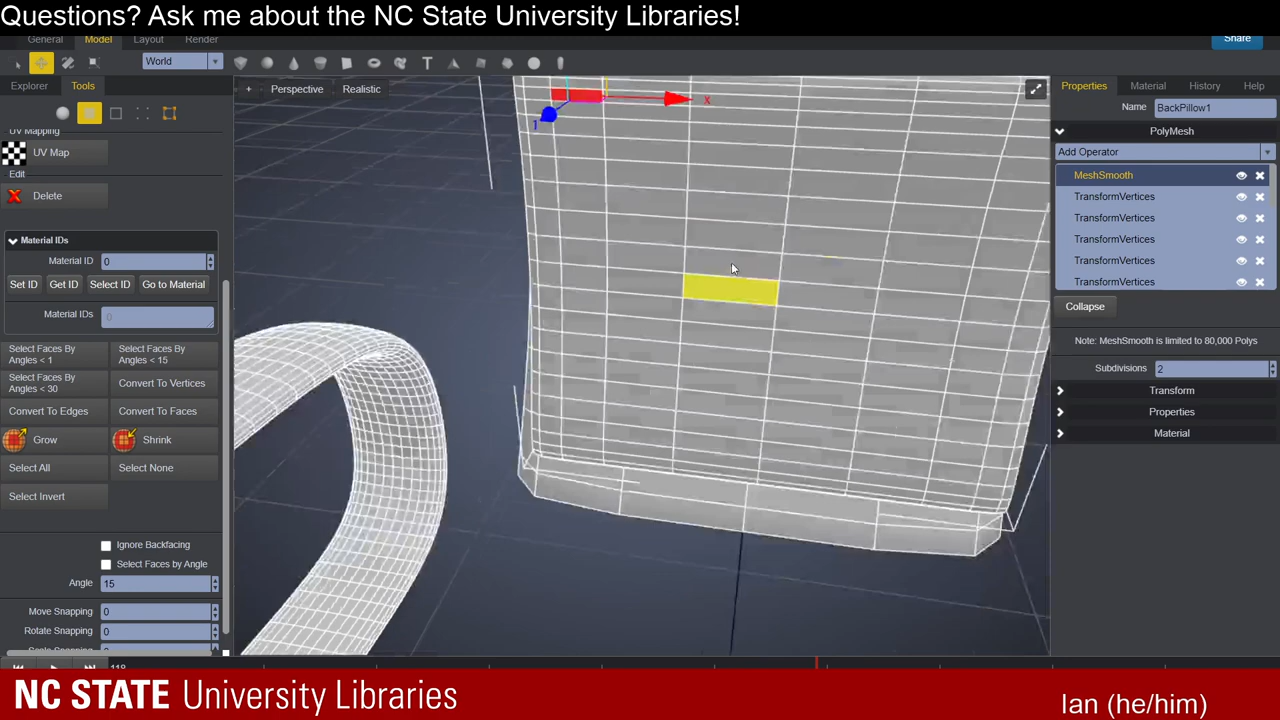 Questions? Ask me about the NC State University Libraries!
General Model Layout Render Share
World
Explorer Tools
+ Perspective Realistic
Properties Material History Help
Name BackPillow1
PolyMesh
Add Operator
MeshSmooth
TransformVertices
TransformVertices
TransformVertices
TransformVertices
TransformVertices
Collapse
Note: MeshSmooth is limited to 80,000 Polys
Subdivisions 2
Transform
Properties
Material
x
1
UV Mapping
UV Map
Edit
Delete
Material IDs
Material ID 0
Set ID Get ID Select ID Go to Material
Material IDs 0
Select Faces By Angles < 1
Select Faces By Angles < 15
Select Faces By Angles < 30
Convert To Vertices
Convert To Edges Convert To Faces
Grow Shrink
Select All Select None
Select Invert
Ignore Backfacing
Select Faces by Angle
Angle 15
Move Snapping 0
Rotate Snapping 0
118
NC STATE University Libraries
Ian (he/him)